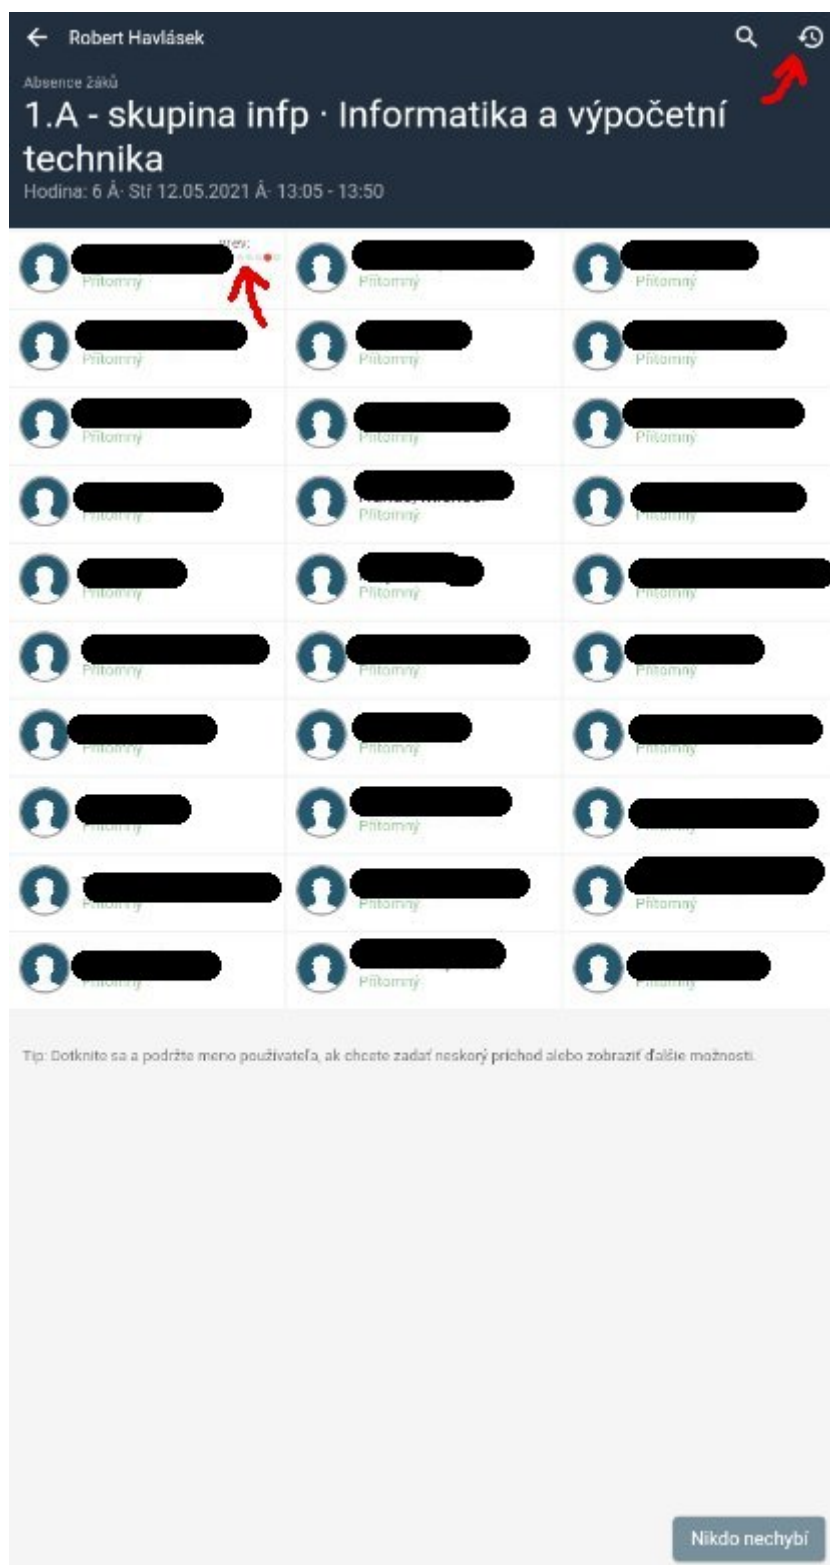 Robert Havlásek
Absence žáků
1.A - skupina infp · Informatika a výpočetní
technika
Hodina: 6 Â· Stř 12.05.2021 Â· 13:05 - 13:50
prev:
Přítomný Přítomný Přítomný
Přítomný Přítomný Přítomný
Přítomný Přítomný Přítomný
Přítomný Přítomný Přítomný
Přítomný Přítomný Přítomný
Přítomný Přítomný Přítomný
Přítomný Přítomný Přítomný
Přítomný Přítomný Přítomný
Přítomný Přítomný Přítomný
Přítomný Přítomný Přítomný
Tip: Dotknite sa a podržte meno používateľa, ak chcete zadať neskorý príchod alebo zobraziť ďalšie možnosti.
Nikdo nechybí